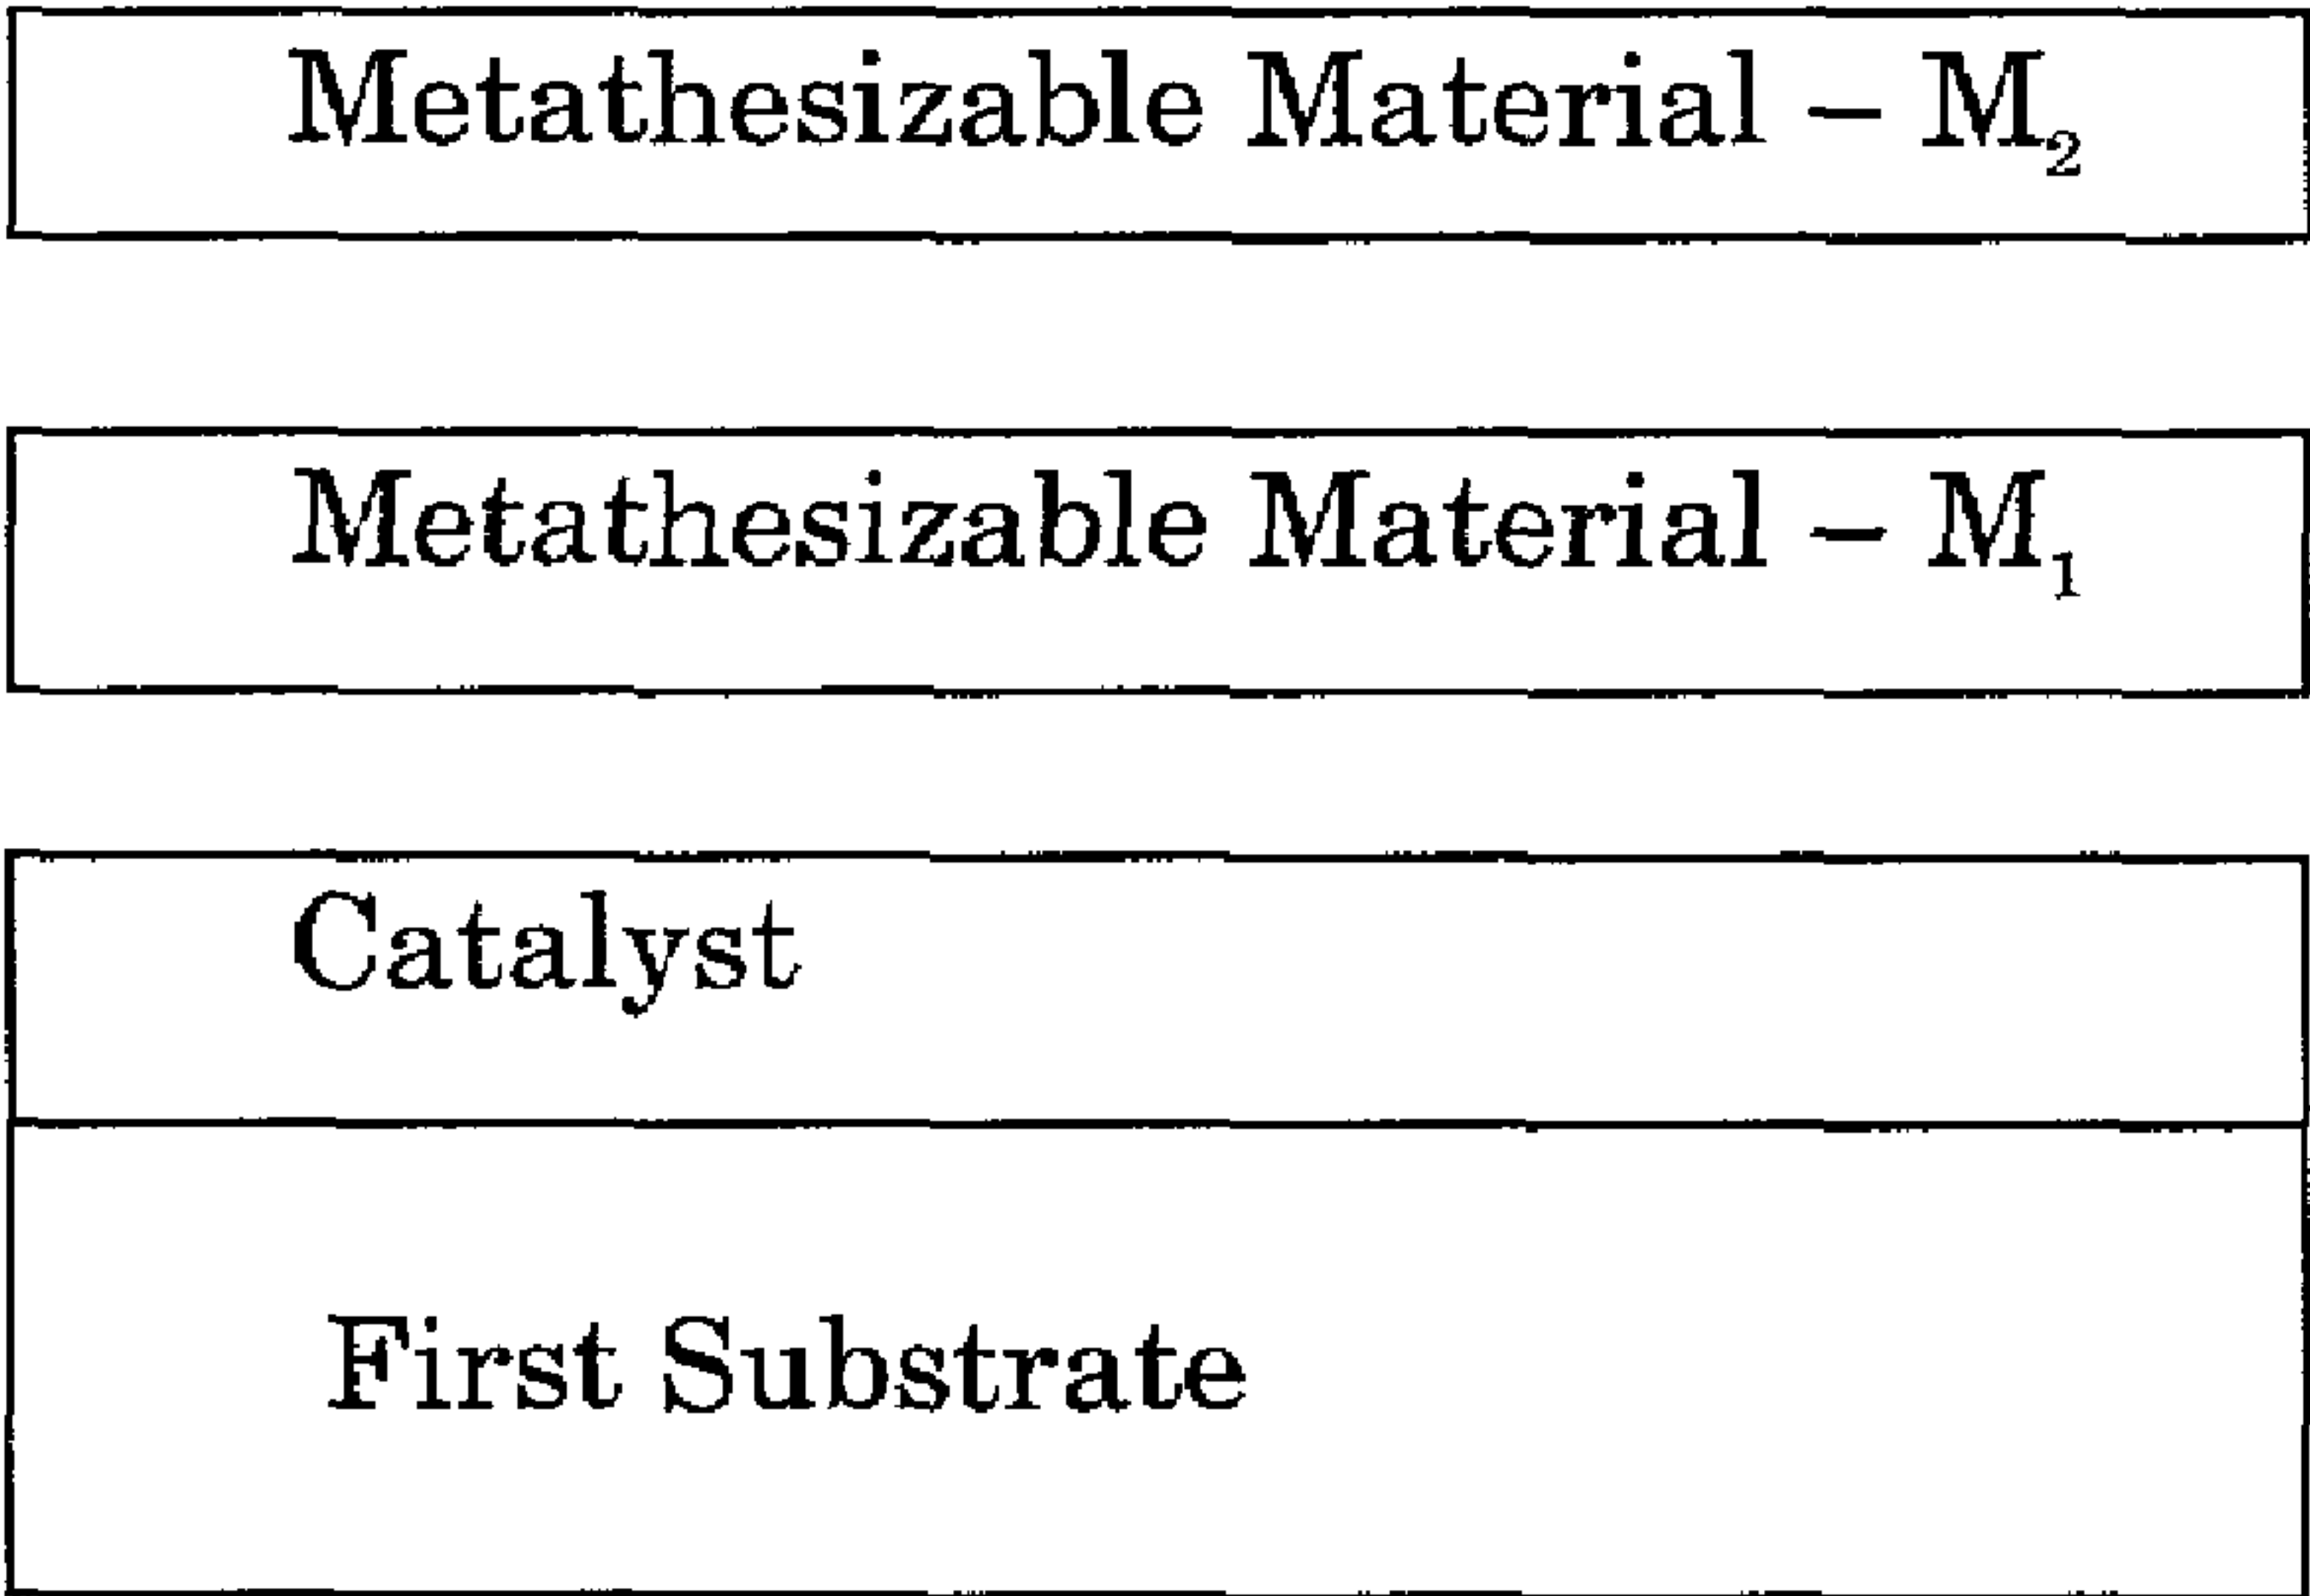 Metathesizable Material – M₂
Metathesizable Material – M₁
Catalyst
First Substrate